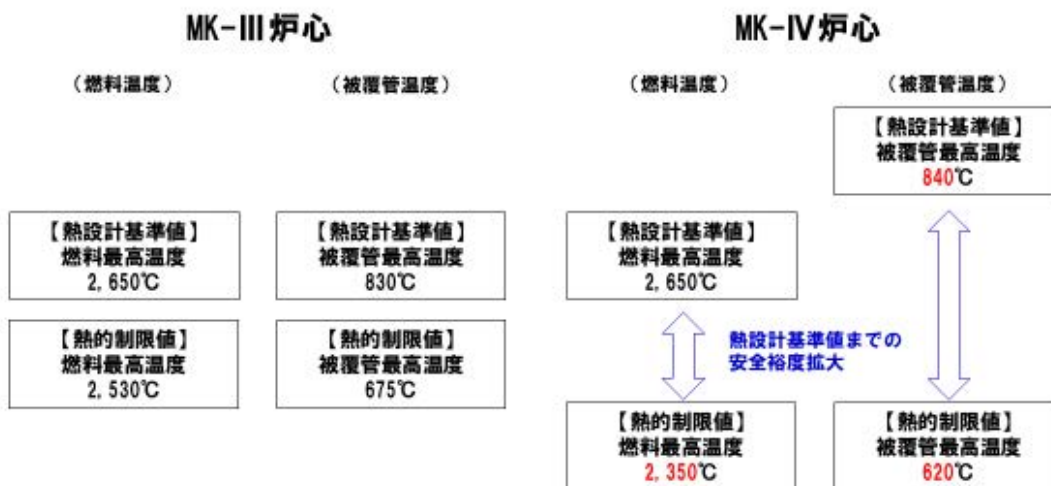 MK-III炉心
(燃料温度)
(被覆管温度)
【熱設計基準値】
燃料最高温度
2,650℃
【熱設計基準値】
被覆管最高温度
830℃
【熱的制限値】
燃料最高温度
2,530℃
【熱的制限値】
被覆管最高温度
675℃
MK-IV炉心
(燃料温度)
(被覆管温度)
【熱設計基準値】
被覆管最高温度
840℃
【熱設計基準値】
燃料最高温度
2,650℃
熱設計基準値までの
安全裕度拡大
【熱的制限値】
燃料最高温度
2,350℃
【熱的制限値】
被覆管最高温度
620℃